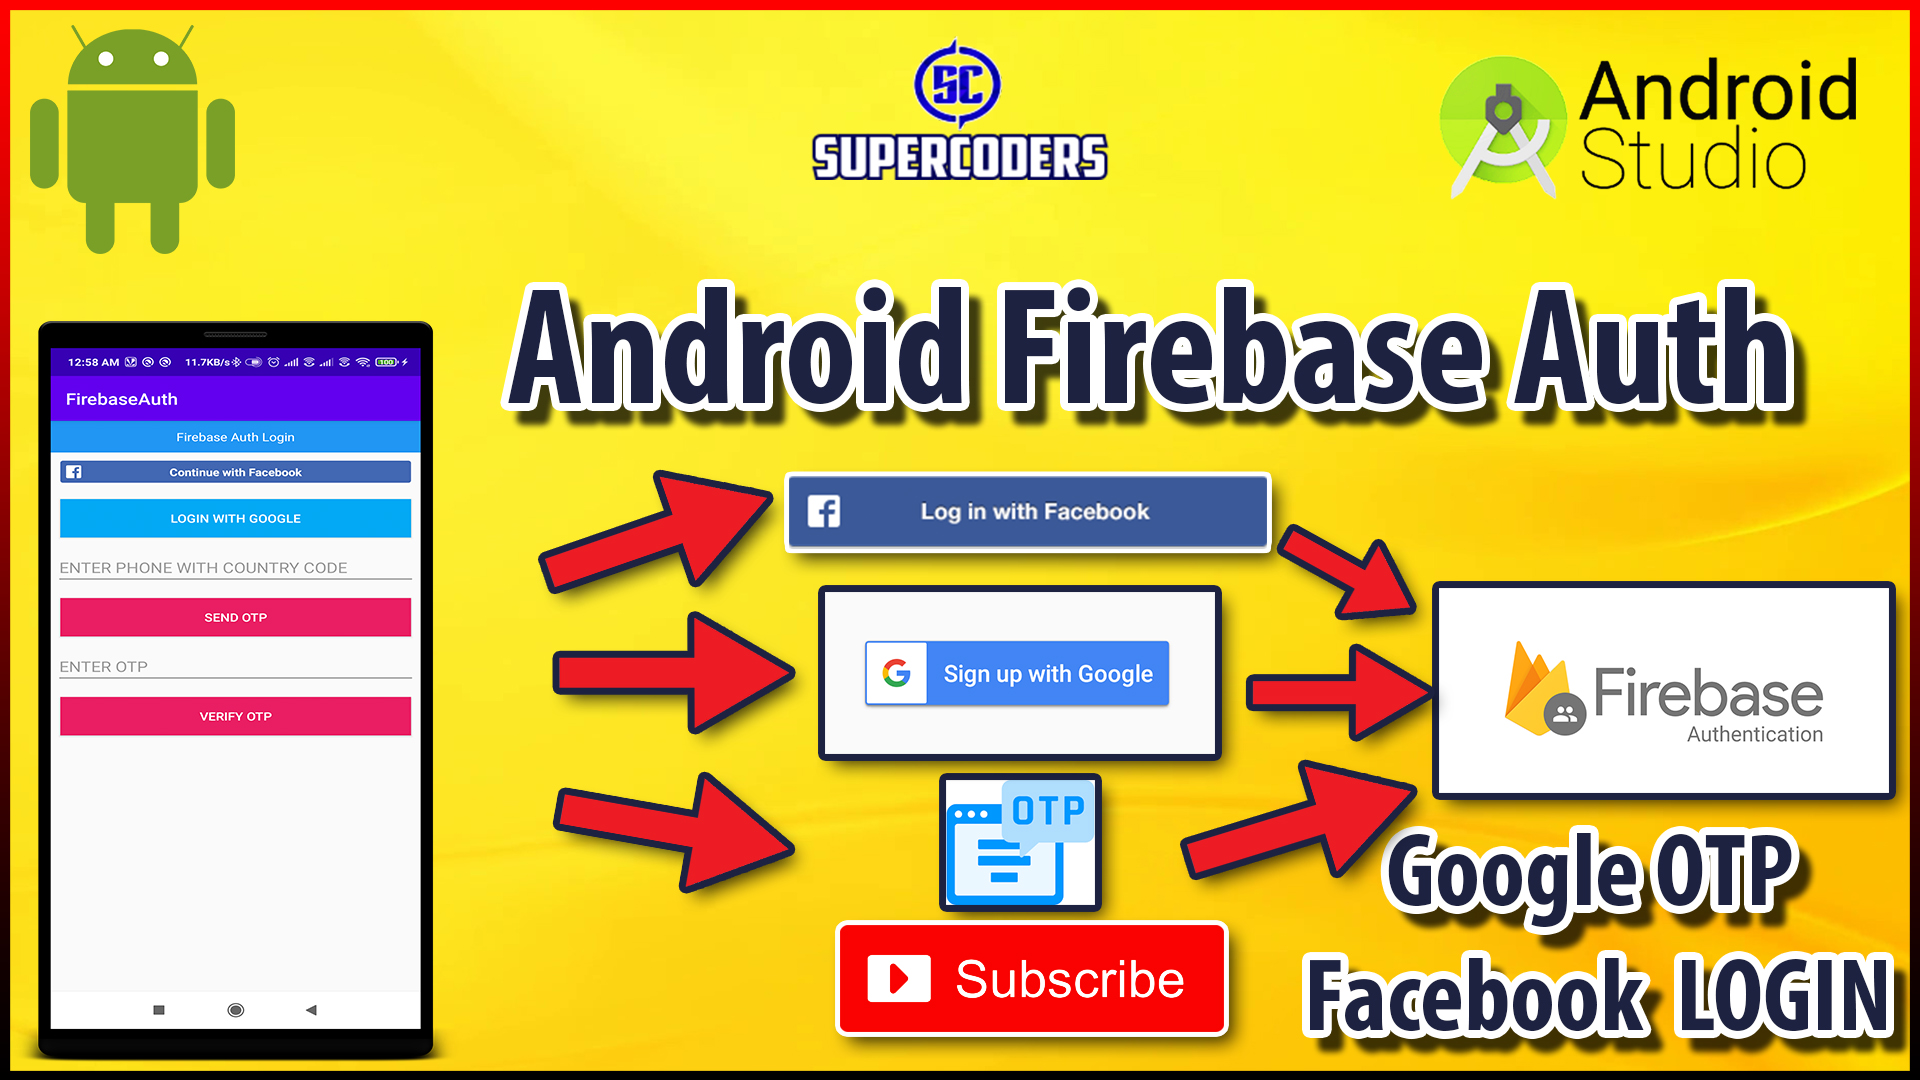 SC
SUPERCODERS
Android
Studio
Android Firebase Auth
12:58 AM 11.7KB/s 100
FirebaseAuth
Firebase Auth Login
Continue with Facebook
LOGIN WITH GOOGLE
ENTER PHONE WITH COUNTRY CODE
SEND OTP
ENTER OTP
VERIFY OTP
Log in with Facebook
Sign up with Google
OTP
Firebase
Authentication
Subscribe
Google OTP
Facebook LOGIN